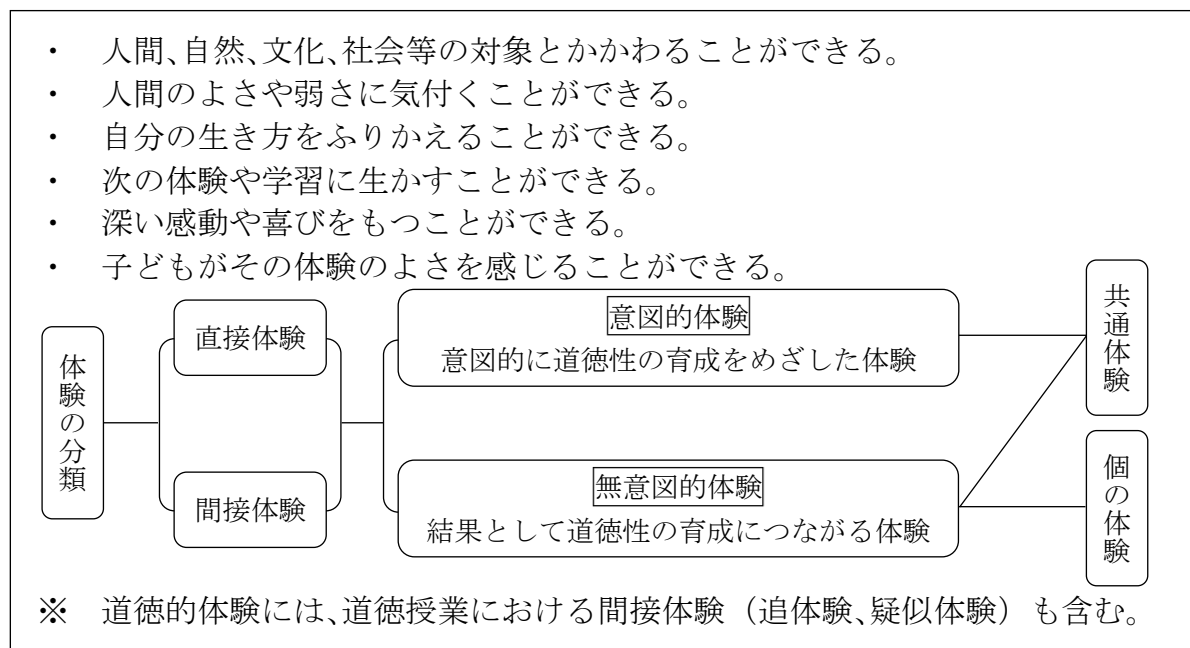 ・ 人間、自然、文化、社会等の対象とかかわることができる。
・ 人間のよさや弱さに気付くことができる。
・ 自分の生き方をふりかえることができる。
・ 次の体験や学習に生かすことができる。
・ 深い感動や喜びをもつことができる。
・ 子どもがその体験のよさを感じることができる。
体験の分類
直接体験
間接体験
意図的体験
意図的に道徳性の育成をめざした体験
無意図的体験
結果として道徳性の育成につながる体験
共通体験
個の体験
※ 道徳的体験には、道徳授業における間接体験（追体験、疑似体験）も含む。